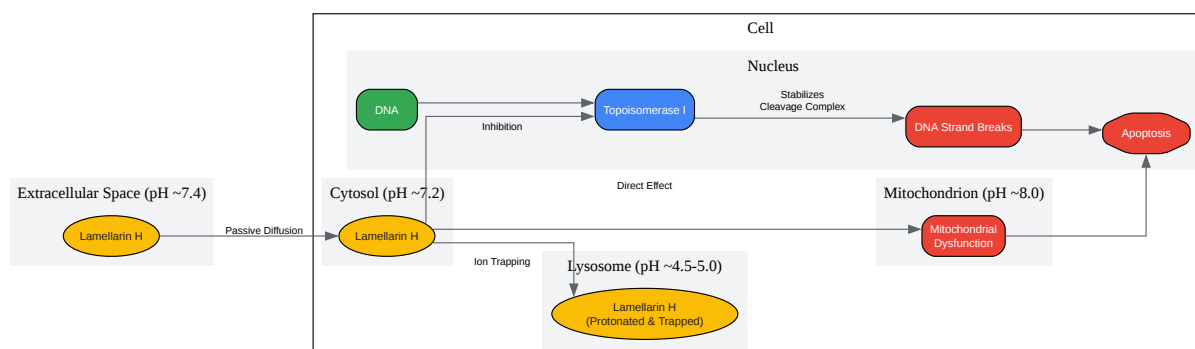 Cell
Nucleus
DNA
Topoisomerase I
Stabilizes
Cleavage Complex
DNA Strand Breaks
Apoptosis
Inhibition
Extracellular Space (pH ~7.4)
Lamellarin H
Passive Diffusion
Cytosol (pH ~7.2)
Lamellarin H
Direct Effect
Mitochondrion (pH ~8.0)
Mitochondrial
Dysfunction
Ion Trapping
Lysosome (pH ~4.5-5.0)
Lamellarin H
(Protonated & Trapped)